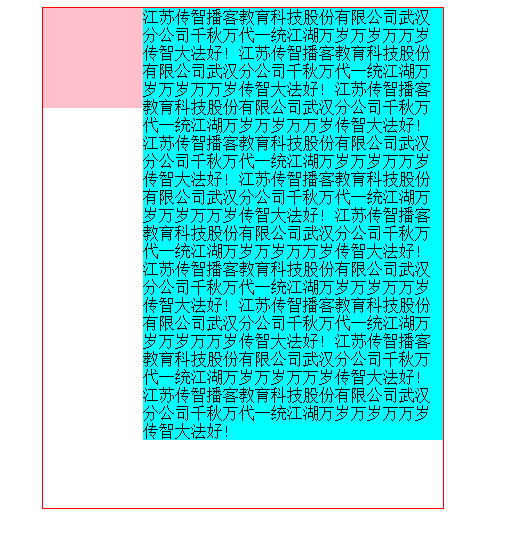 江苏传智播客教育科技股份有限公司武汉
分公司千秋万代一统江湖万岁万岁万万岁
传智大法好！江苏传智播客教育科技股份
有限公司武汉分公司千秋万代一统江湖万
岁万岁万万岁传智大法好！江苏传智播客
教育科技股份有限公司武汉分公司千秋万
代一统江湖万岁万岁万万岁传智大法好！
江苏传智播客教育科技股份有限公司武汉
分公司千秋万代一统江湖万岁万岁万万岁
传智大法好！江苏传智播客教育科技股份
有限公司武汉分公司千秋万代一统江湖万
岁万岁万万岁传智大法好！江苏传智播客
教育科技股份有限公司武汉分公司千秋万
代一统江湖万岁万岁万万岁传智大法好！
江苏传智播客教育科技股份有限公司武汉
分公司千秋万代一统江湖万岁万岁万万岁
传智大法好！江苏传智播客教育科技股份
有限公司武汉分公司千秋万代一统江湖万
岁万岁万万岁传智大法好！江苏传智播客
教育科技股份有限公司武汉分公司千秋万
代一统江湖万岁万岁万万岁传智大法好！
江苏传智播客教育科技股份有限公司武汉
分公司千秋万代一统江湖万岁万岁万万岁
传智大法好！